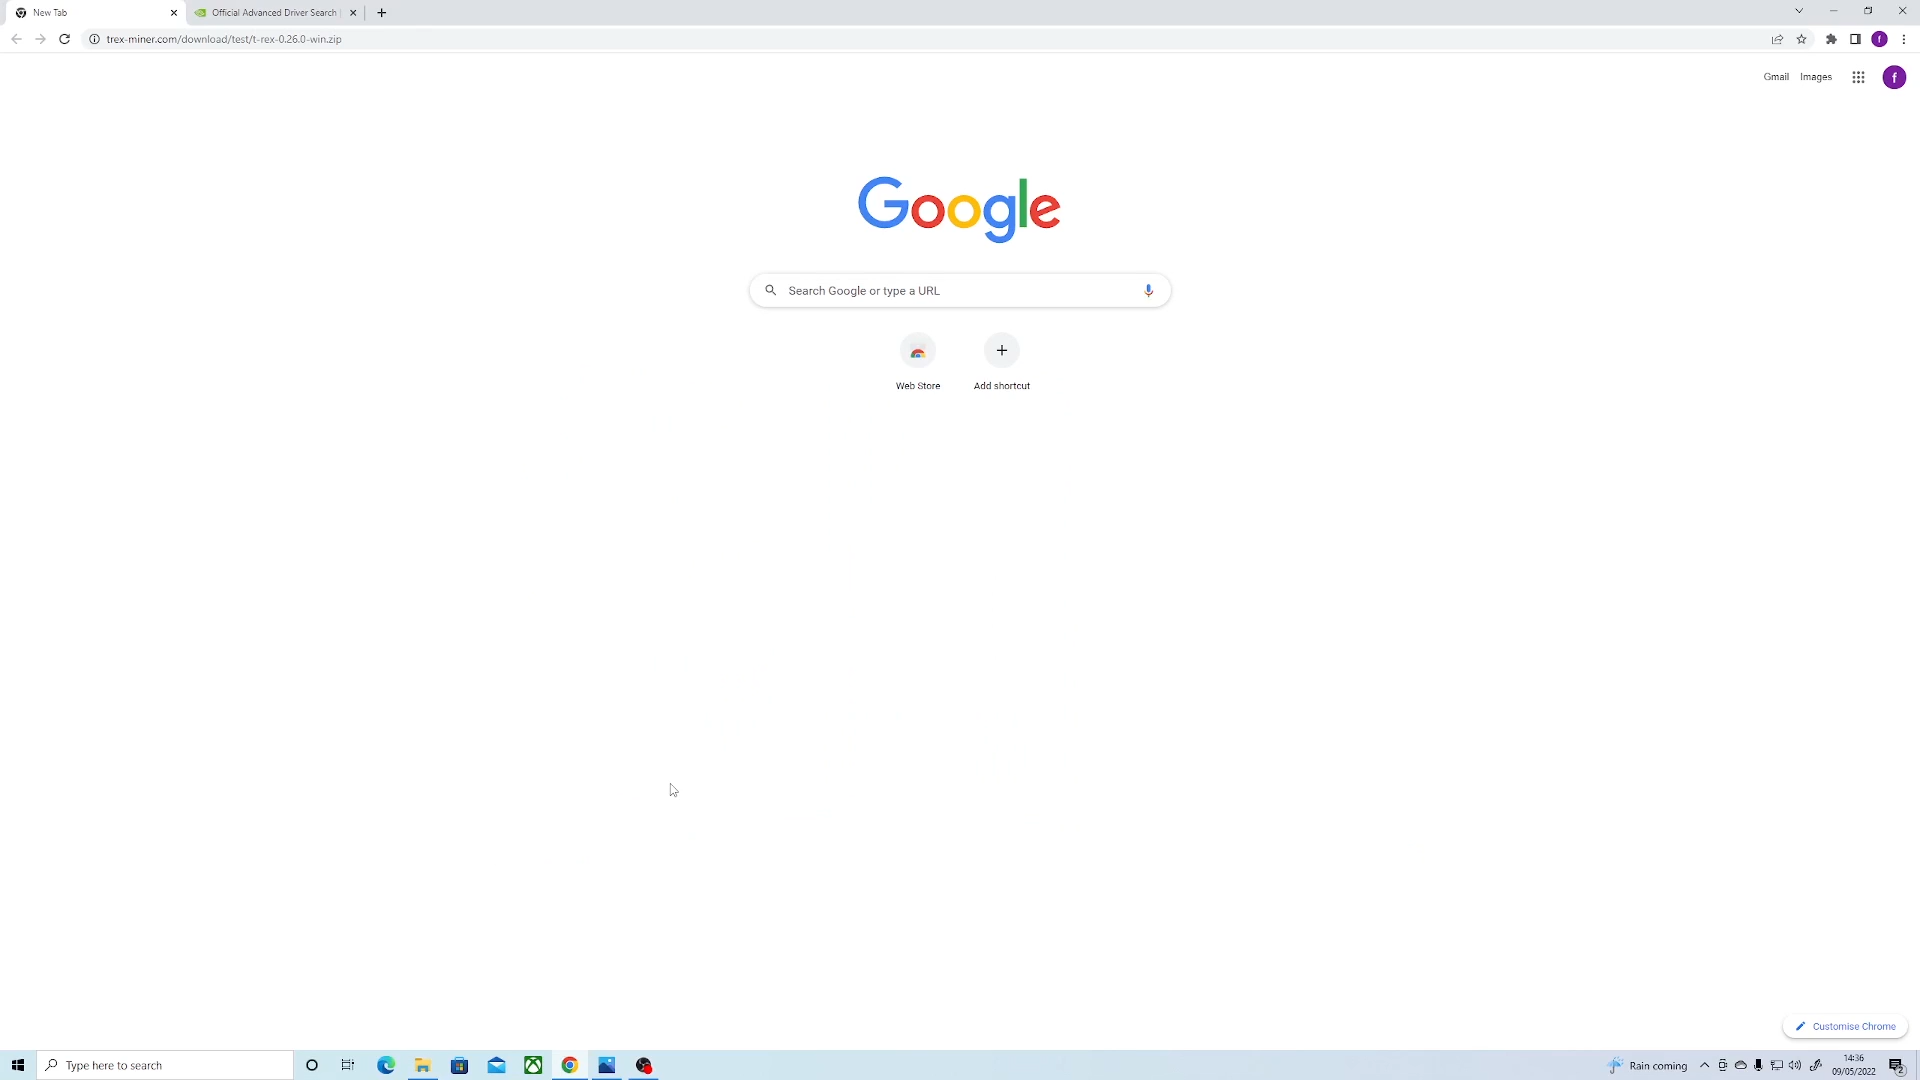 New Tab
Official Advanced Driver Search
trex-miner.com/download/test/t-rex-0.26.0-win.zip
Gmail Images
f
f
Google
Search Google or type a URL
Web Store Add shortcut
Customise Chrome
Type here to search
Rain coming
14:36
09/05/2022
2